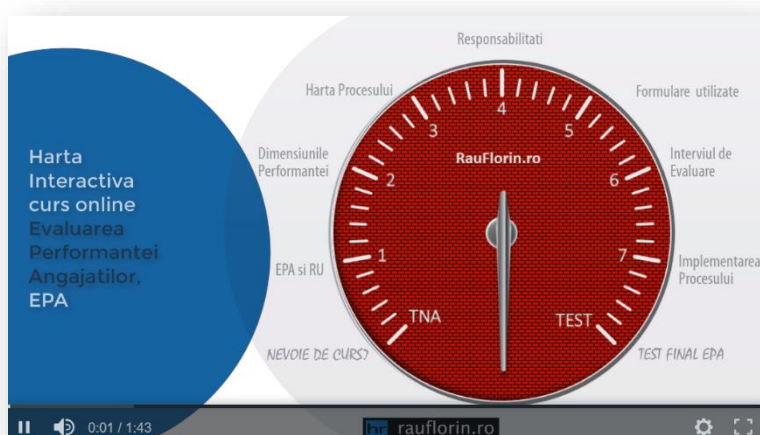 Harta
Interactiva
curs online
Evaluarea
Performantei
Angajatilor,
EPA
Responsabilitati
Harta Procesului
Formulare utilizate
Dimensiunile
Performantei
Interviul de
Evaluare
EPA si RU
Implementarea
Procesului
NEVOIE DE CURS?
TEST FINAL EPA
4
3
5
RauFlorin.ro
2
6
1
7
TNA
TEST
0:01 / 1:43
hr rauflorin.ro